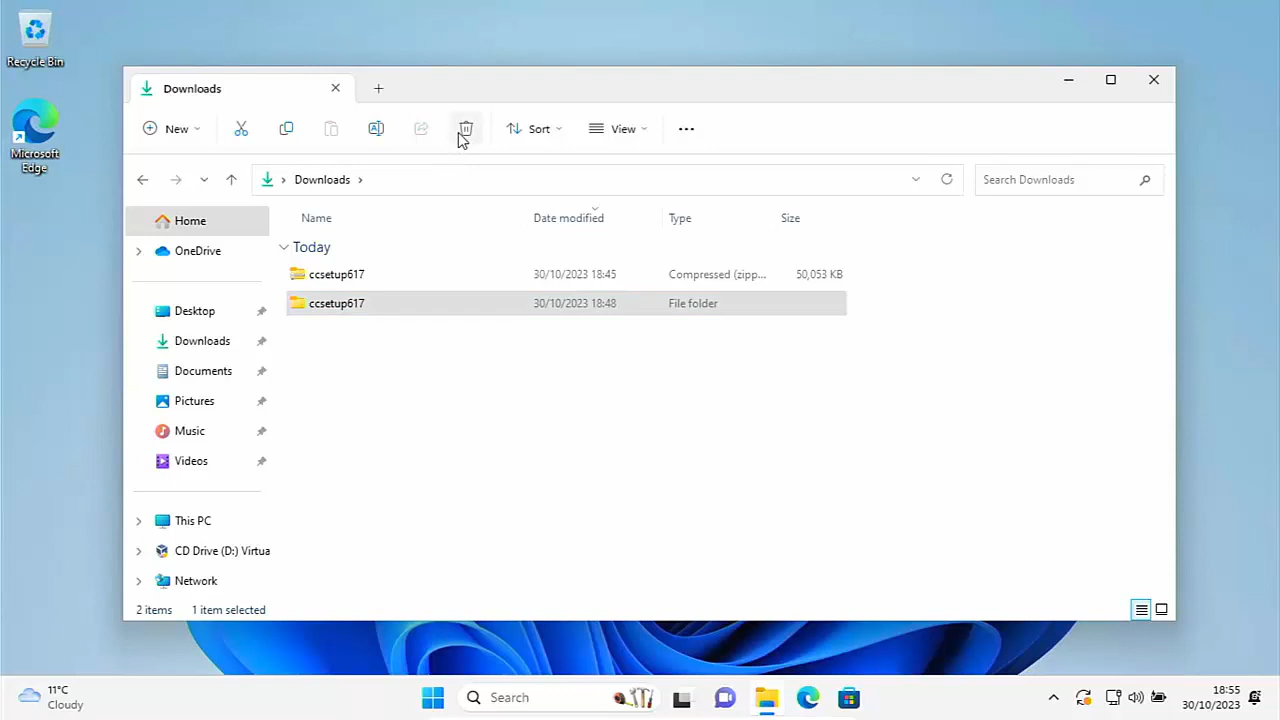 Recycle Bin
Microsoft
Edge
Downloads
New
Sort
View
Downloads
Search Downloads
Name
Date modified
Type
Size
Today
ccsetup617
30/10/2023 18:45
Compressed (zipp...
50,053 KB
ccsetup617
30/10/2023 18:48
File folder
Home
OneDrive
Desktop
Downloads
Documents
Pictures
Music
Videos
This PC
CD Drive (D:) Virtua
Network
2 items
1 item selected
11°C
Cloudy
Search
18:55
30/10/2023